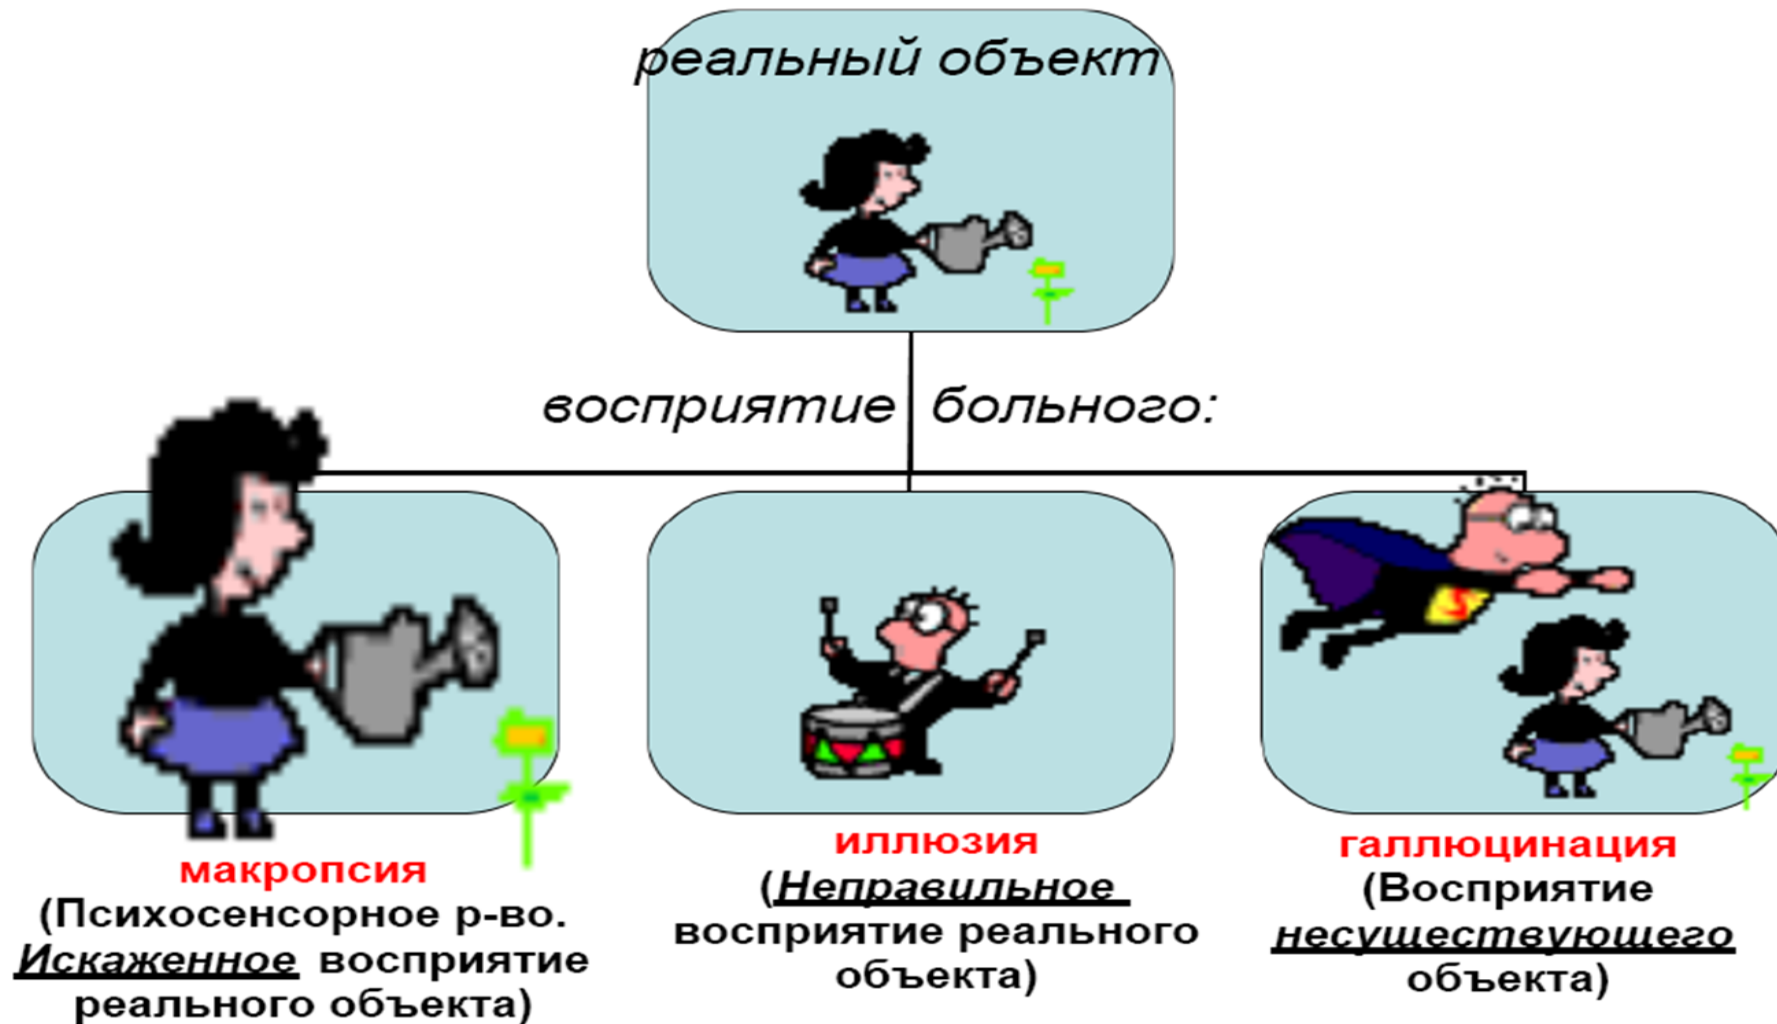 реальный объект
восприятие больного:
макропсия
(Психосенсорное р-во.
Искаженное восприятие
реального объекта)
иллюзия
(Неправильное
восприятие реального
объекта)
галлюцинация
(Восприятие
несуществующего
объекта)